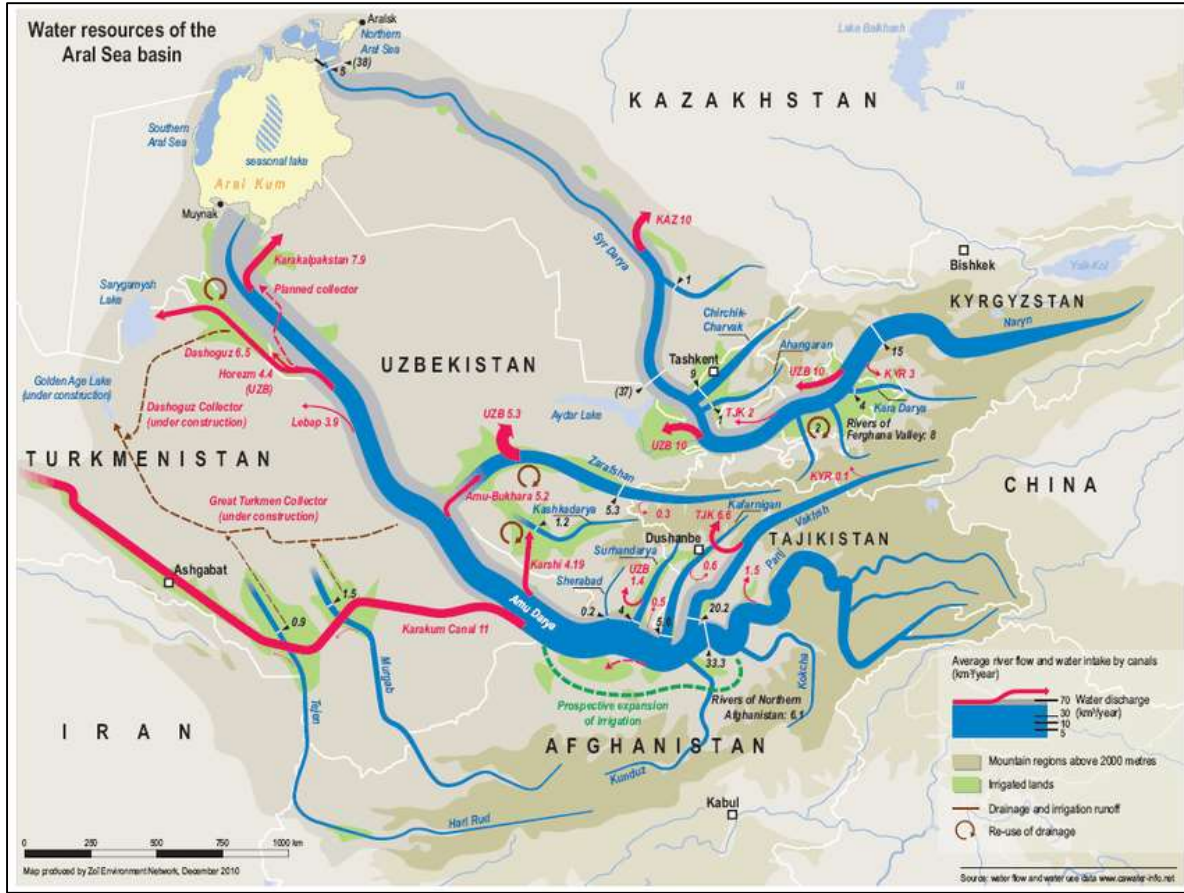 Water resources of the
Aral Sea basin
Aralsk
Northern
Aral Sea
(38)
5
Lake Balkhash
Ili
KAZAKHSTAN
Southern
Aral Sea
seasonal lake
Aral Kum
Muynak
KAZ 10
Syr Darya
1
Bishkek
Ysik-Kol
KYRGYZSTAN
Naryn
Karakalpakstan 7.9
Planned collector
Sarygamysh
Lake
Chirchik-
Charvak
Ahangaran
Tashkent
9
15
UZBEKISTAN
UZB 10
KYR 3
Dashoguz 6.5
Horezm 4.4
(UZB)
Golden Age Lake
(under construction)
(37)
Aydar Lake
1
TJK 2
4
Kara Darya
Dashoguz Collector
(under construction)
Lebap 3.9
UZB 5.3
UZB 10
2
Rivers of
Ferghana Valley: 8
TURKMENISTAN
Zarafshan
KYR 0.1
CHINA
Amu-Bukhara 5.2
Great Turkmen Collector
(under construction)
Kashkadarya
1.2
5.3
0.3
TJK 6.6
Kafarnigan
Vakhsh
Dushanbe
TAJIKISTAN
Surhandarya
Panj
Ashgabat
Karshi 4.19
Sherabad
UZB
1.4
0.6
1.5
0.5
Amu Darya
0.2
4
20.2
1.5
0.9
Karakum Canal 11
33.3
Murgab
Tejen
Kokcha
Prospective expansion
of irrigation
Rivers of Northern
Afghanistan: 6.1
IRAN
AFGHANISTAN
Kunduz
Kabul
Hari Rud
Average river flow and water intake by canals
(km³/year)
70 Water discharge
30 (km³/year)
10
5
Mountain regions above 2000 metres
Irrigated lands
Drainage and irrigation runoff
Re-use of drainage
0 250 500 750 1000 km
Map produced by Zoï Environment Network, December 2010
Source: water flow and water use data www.cawater-info.net